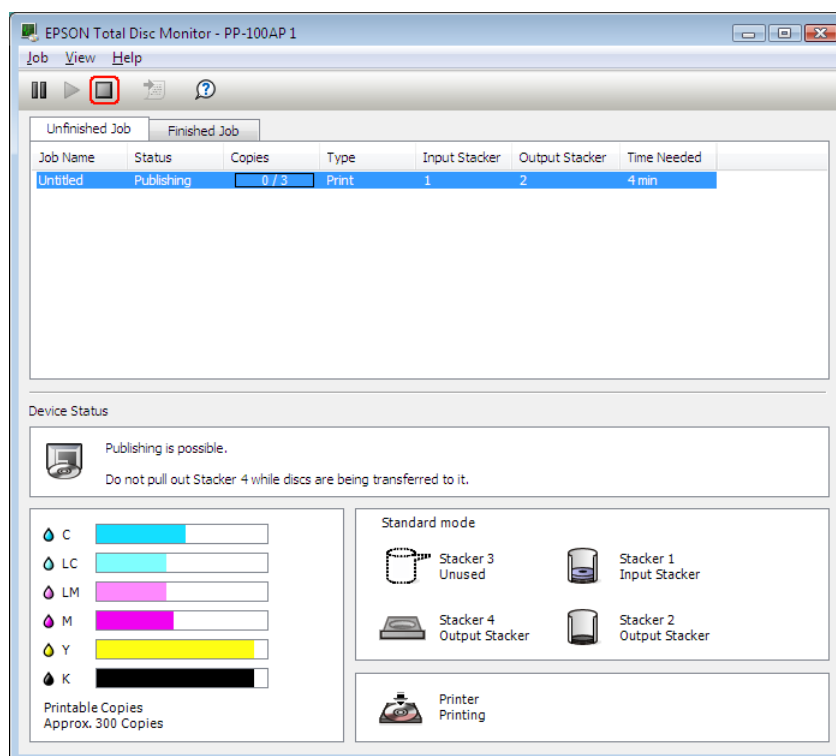 EPSON Total Disc Monitor - PP-100AP 1
Job View Help
Unfinished Job Finished Job
Job Name Status Copies Type Input Stacker Output Stacker Time Needed
Untitled Publishing 0 / 3 Print 1 2 4 min
Device Status
Publishing is possible.
Do not pull out Stacker 4 while discs are being transferred to it.
C
LC
LM
M
Y
K
Printable Copies
Approx. 300 Copies
Standard mode
Stacker 3
Unused
Stacker 1
Input Stacker
Stacker 4
Output Stacker
Stacker 2
Output Stacker
Printer
Printing